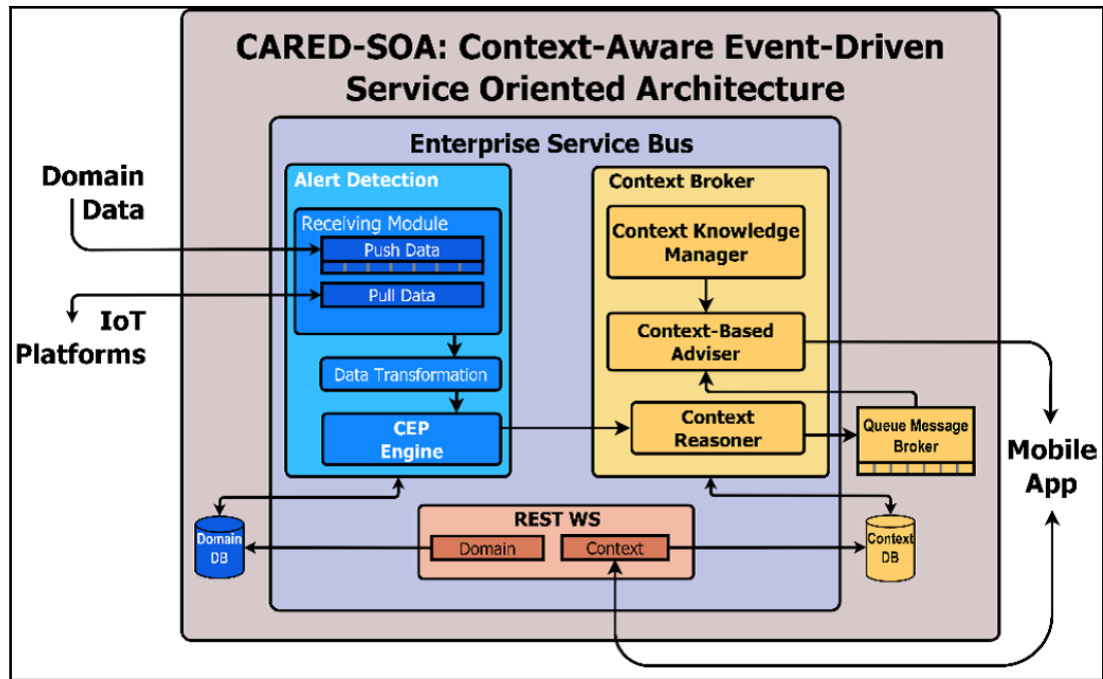 CARED-SOA: Context-Aware Event-Driven
Service Oriented Architecture
Enterprise Service Bus
Domain
Data
IoT
Platforms
Alert Detection
Receiving Module
Push Data
Pull Data
Data Transformation
CEP
Engine
Context Broker
Context Knowledge
Manager
Context-Based
Adviser
Context
Reasoner
Queue Message
Broker
Mobile
App
REST WS
Domain
Context
Domain
DB
Context
DB